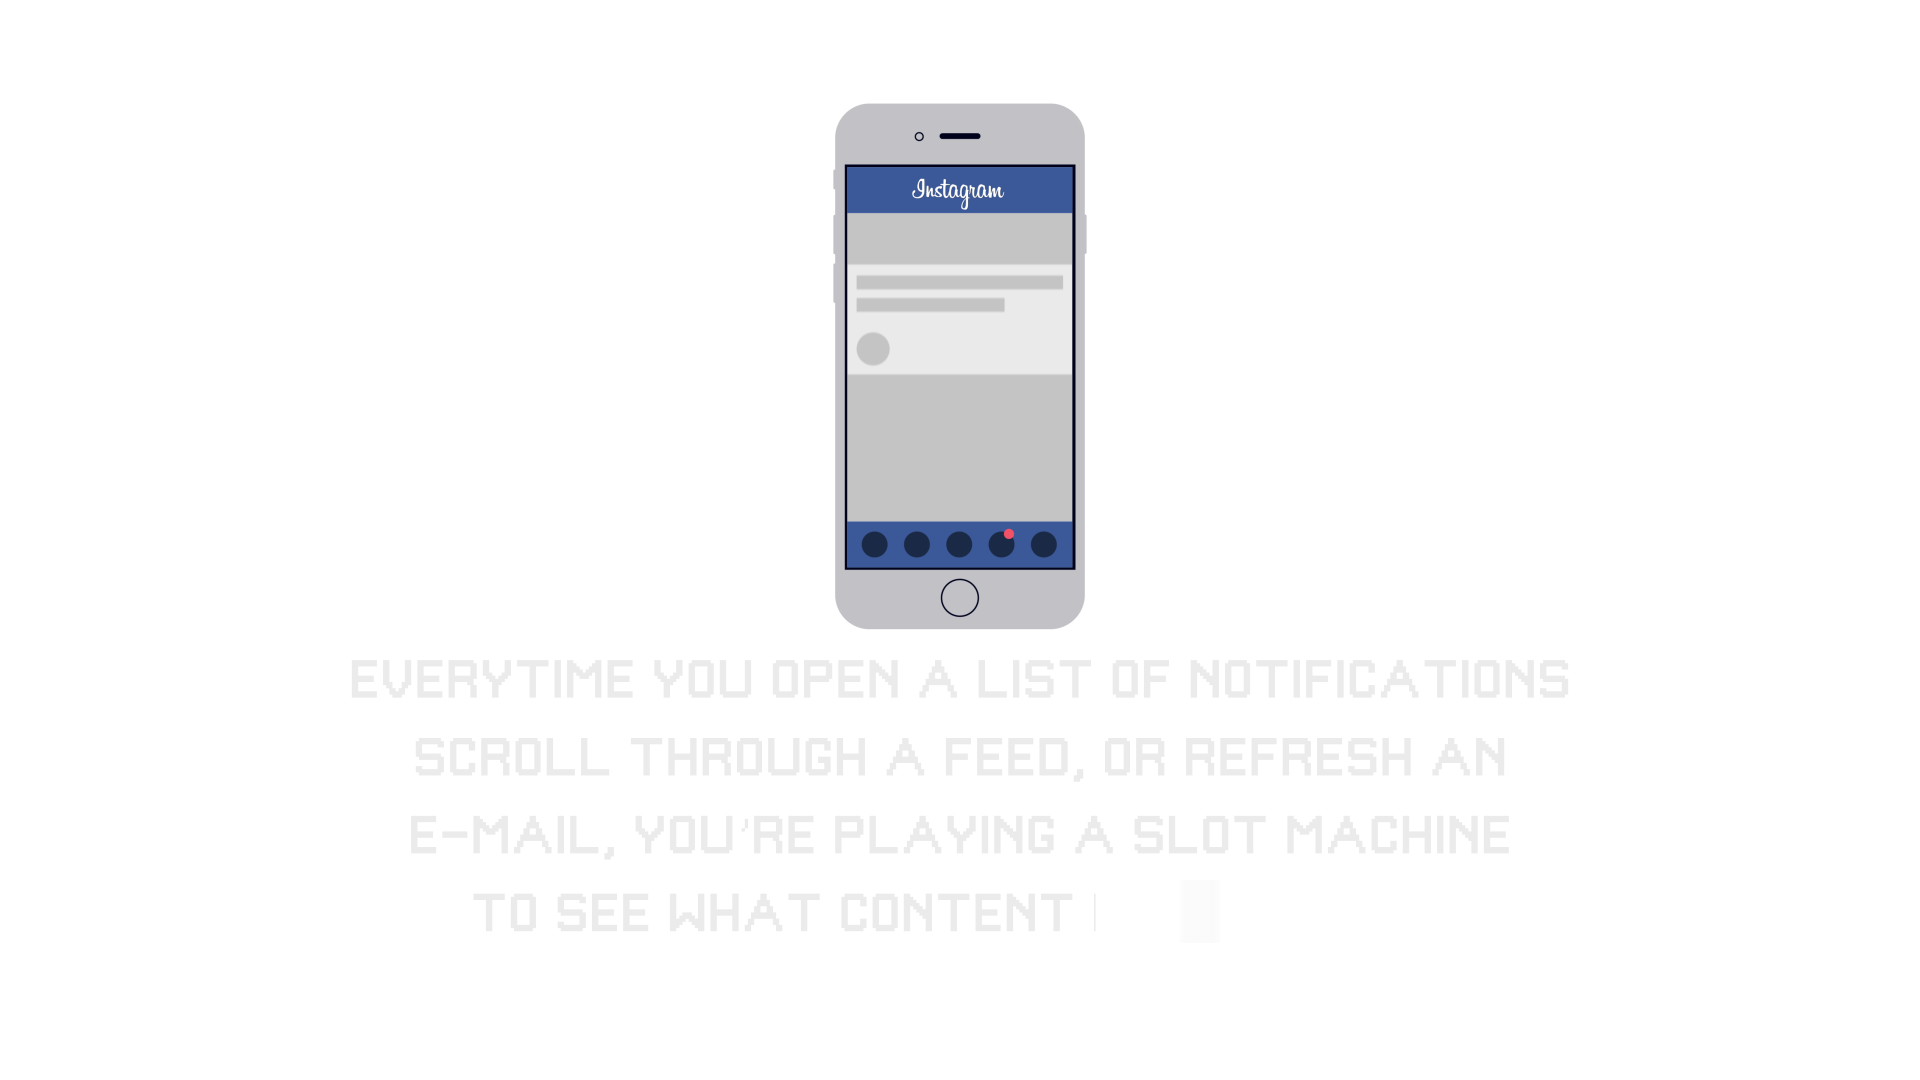 Instagram
EVERYTIME YOU OPEN A LIST OF NOTIFICATIONS
SCROLL THROUGH A FEED, OR REFRESH AN
E-MAIL, YOU'RE PLAYING A SLOT MACHINE
TO SEE WHAT CONTENT